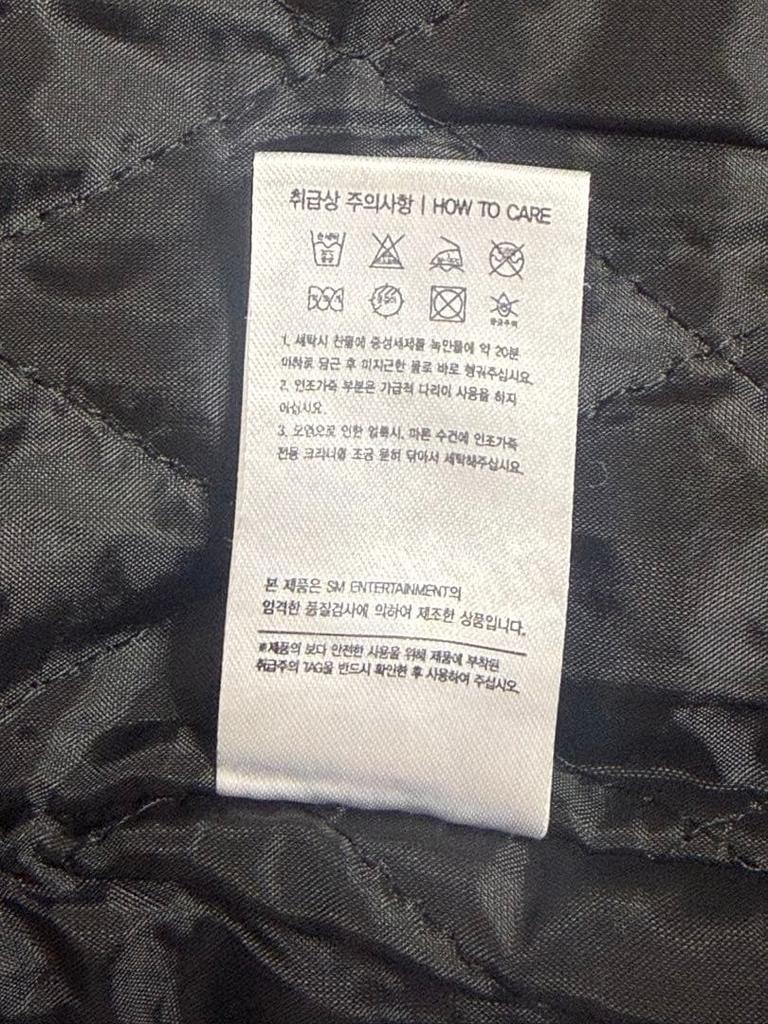 취급상 주의사항 | HOW TO CARE
손세탁
중성
1. 세탁시 찬물에 중성세제를 녹인물에 약 20분
이하로 담근 후 미지근한 물로 바로 헹궈주십시요.
2. 인조가죽 부분은 가급적 다리미 사용을 하지
마십시요.
3. 오염으로 인한 얼룩시, 마른 수건에 인조가죽
전용 크리너를 조금 묻혀 닦아서 세탁해주십시요.
본 제품은 SM ENTERTAINMENT의
엄격한 품질검사에 의하여 제조한 상품입니다.
※제품의 보다 안전한 사용을 위해 제품에 부착된
취급주의 TAG을 반드시 확인한 후 사용하여 주십시오.